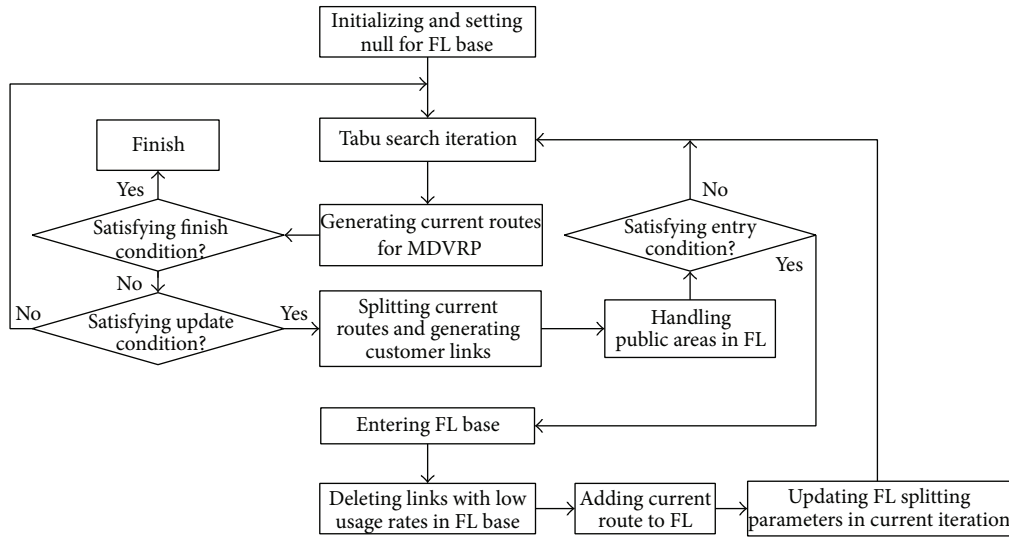 Initializing and setting
null for FL base
Tabu search iteration
Finish
Yes
No
Generating current routes
for MDVRP
Satisfying finish
condition?
Satisfying entry
condition?
Yes
No
No
Satisfying update
condition?
Yes
Splitting current
routes and generating
customer links
Handling
public areas in FL
Entering FL base
Deleting links with low
usage rates in FL base
Adding current
route to FL
Updating FL splitting
parameters in current iteration